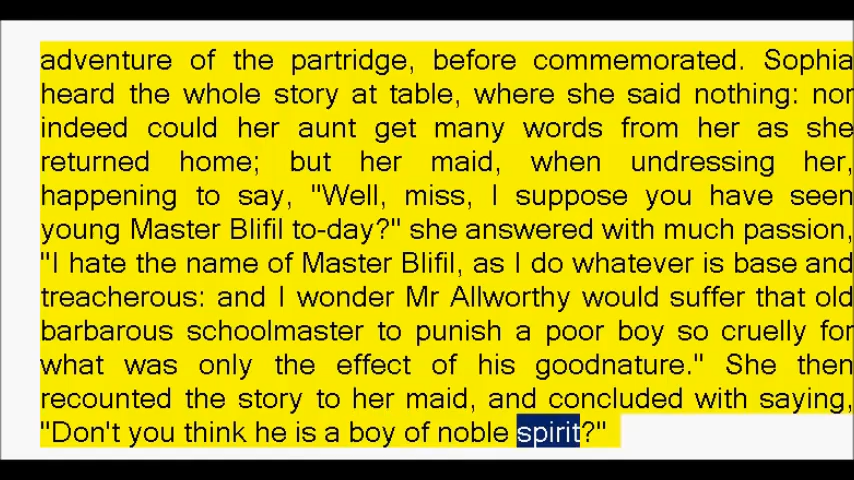 adventure of the partridge, before commemorated. Sophia
heard the whole story at table, where she said nothing: nor
indeed could her aunt get many words from her as she
returned home; but her maid, when undressing her,
happening to say, "Well, miss, I suppose you have seen
young Master Blifil to-day?" she answered with much passion,
"I hate the name of Master Blifil, as I do whatever is base and
treacherous: and I wonder Mr Allworthy would suffer that old
barbarous schoolmaster to punish a poor boy so cruelly for
what was only the effect of his goodnature." She then
recounted the story to her maid, and concluded with saying,
"Don't you think he is a boy of noble spirit?"